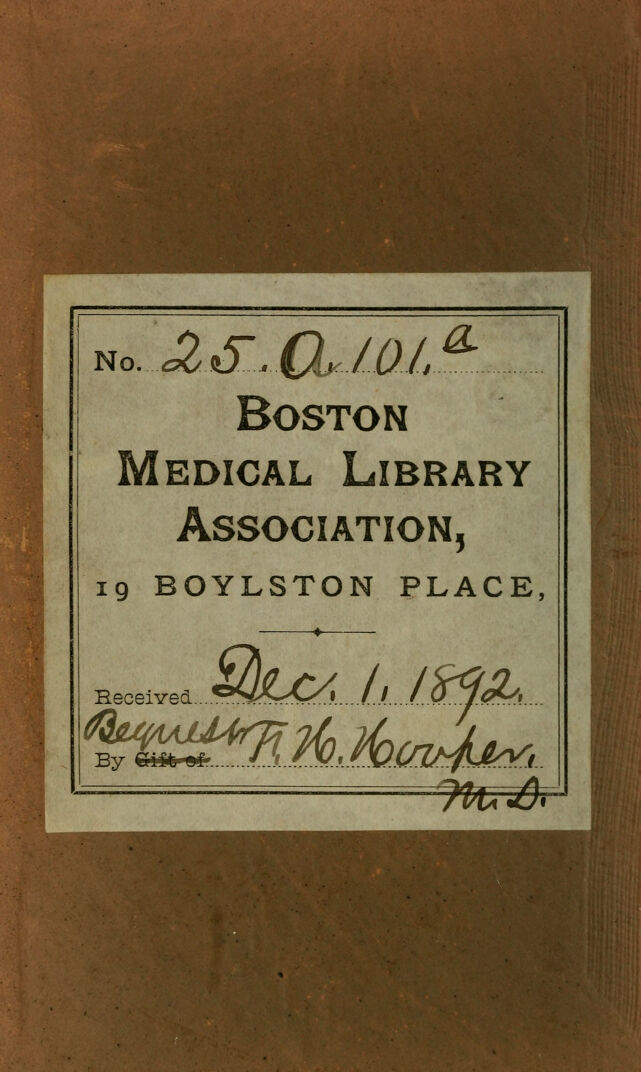 No. 25.A.101.a
BOSTON
MEDICAL LIBRARY
ASSOCIATION,
19 BOYLSTON PLACE,
Received Dec. 1, 1892.
Bequest
By Gift of F. H. Hooper,
M.D.